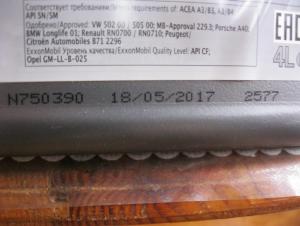 Соответствует требованиям/Meets requirements of: ACEA A3/B3, A3/B4
API SN/SM
Одобрения/Approved: VW 502 00 / 505 00; MB-Approval 229.3; Porsche A40;
BMW Longlife 01; Renault RN0700 / RN0710; Peugeot/
Citroën Automobiles B71 2296
ExxonMobil Уровень качества/ExxonMobil Quality Level: API CF;
Opel GM-LL-B-025
EAC
4L
N750390 18/05/2017 2577